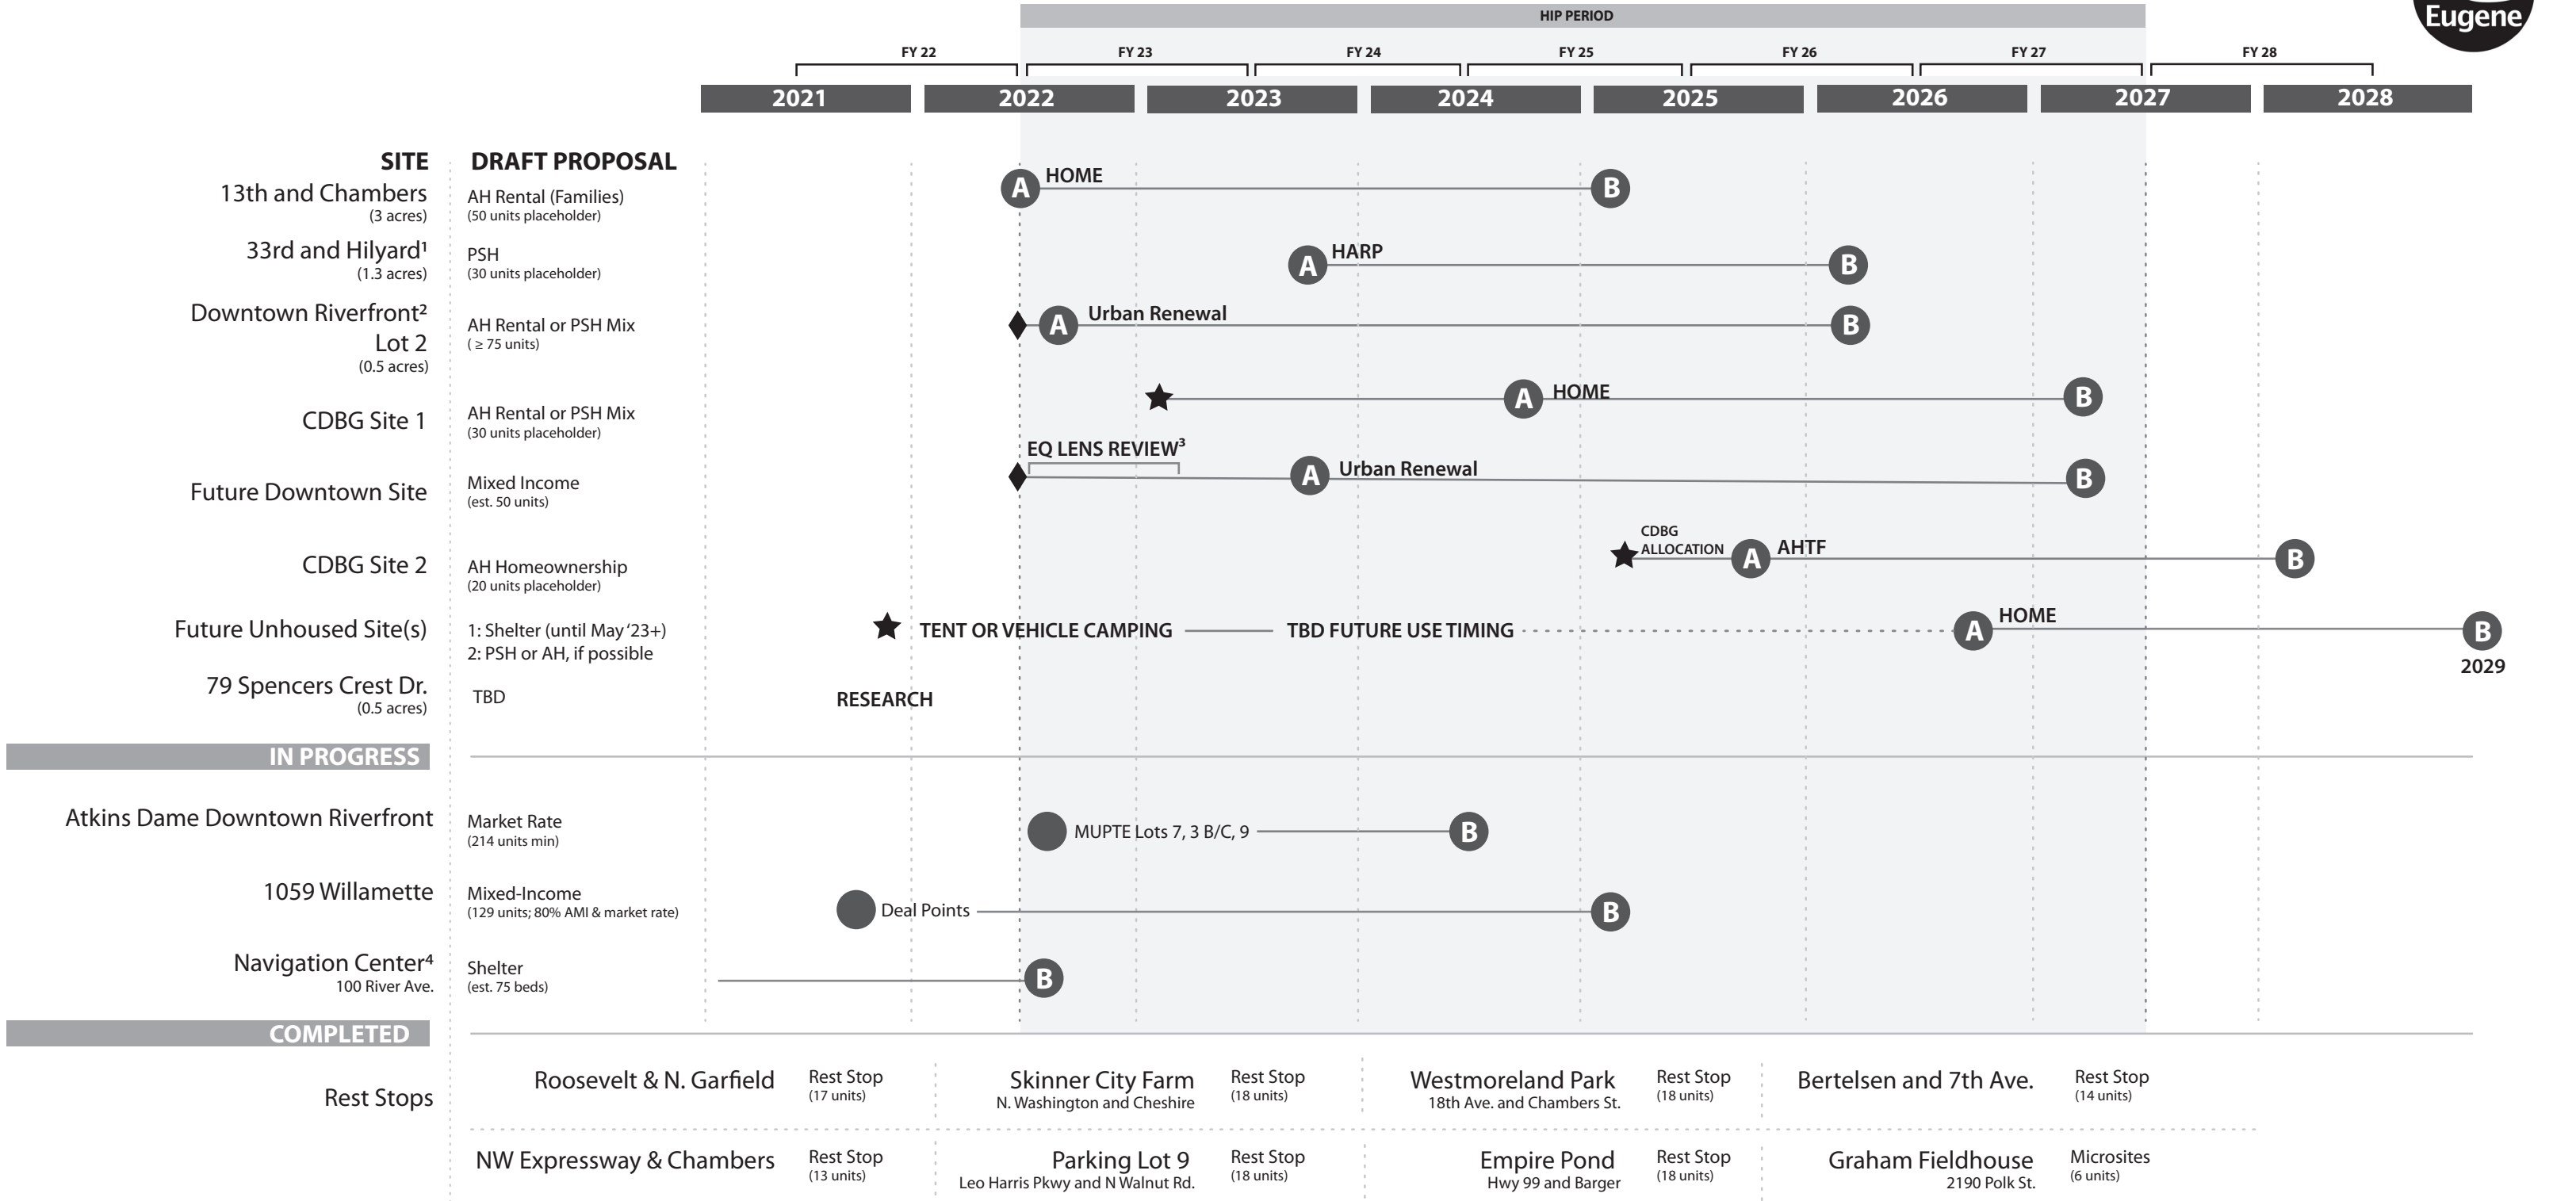 HIP PERIOD
Eugene
FY 22 FY 23 FY 24 FY 25 FY 26 FY 27 FY 28
2021 2022 2023 2024 2025 2026 2027 2028
SITE DRAFT PROPOSAL
13th and Chambers
(3 acres)
AH Rental (Families)
(50 units placeholder)
A HOME B
33rd and Hilyard¹
(1.3 acres)
PSH
(30 units placeholder)
A HARP B
Downtown Riverfront²
Lot 2
(0.5 acres)
AH Rental or PSH Mix
( ≥ 75 units)
A Urban Renewal B
CDBG Site 1
AH Rental or PSH Mix
(30 units placeholder)
A HOME B
Future Downtown Site
Mixed Income
(est. 50 units)
EQ LENS REVIEW³
A Urban Renewal B
CDBG Site 2
AH Homeownership
(20 units placeholder)
CDBG
ALLOCATION A AHTF B
Future Unhoused Site(s)
1: Shelter (until May ‘23+)
2: PSH or AH, if possible
TENT OR VEHICLE CAMPING TBD FUTURE USE TIMING A HOME B
2029
79 Spencers Crest Dr.
(0.5 acres)
TBD
RESEARCH
IN PROGRESS
Atkins Dame Downtown Riverfront
Market Rate
(214 units min)
MUPTE Lots 7, 3 B/C, 9 B
1059 Willamette
Mixed-Income
(129 units; 80% AMI & market rate)
Deal Points B
Navigation Center⁴
100 River Ave.
Shelter
(est. 75 beds)
B
COMPLETED
Rest Stops
Roosevelt & N. Garfield
Rest Stop
(17 units)
Skinner City Farm
N. Washington and Cheshire
Rest Stop
(18 units)
Westmoreland Park
18th Ave. and Chambers St.
Rest Stop
(18 units)
Bertelsen and 7th Ave.
Rest Stop
(14 units)
NW Expressway & Chambers
Rest Stop
(13 units)
Parking Lot 9
Leo Harris Pkwy and N Walnut Rd.
Rest Stop
(18 units)
Empire Pond
Hwy 99 and Barger
Rest Stop
(18 units)
Graham Fieldhouse
2190 Polk St.
Microsites
(6 units)